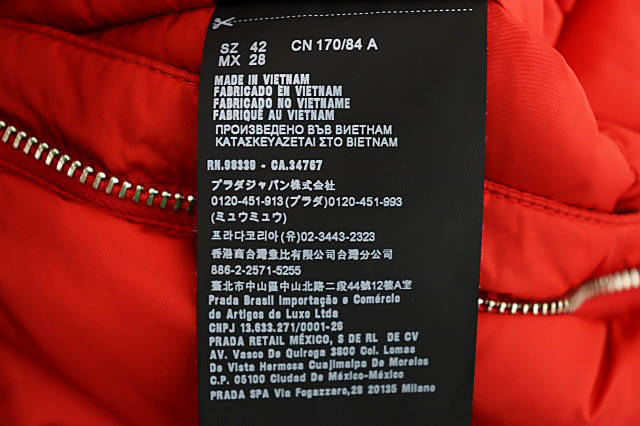 SZ 42 CN 170/84 A
MX 28
MADE IN VIETNAM
FABRICADO EN VIETNAM
FABRICADO NO VIETNAME
FABRIQUÉ AU VIETNAM
ПРОИЗВЕДЕНО ВЪВ ВИЕТНАМ
ΚΑΤΑΣΚΕΥΑΖΕΤΑΙ ΣΤΟ ΒΙΕΤΝΑΜ
RN.98339 - CA.34767
プラダジャパン株式会社
0120-451-913(プラダ)0120-451-993
(ミュウミュウ)
프라다코리아 (유)02-3443-2323
香港商台灣意比有限公司台灣分公司
886-2-2571-5255
臺北市中山區中山北路二段44號12樓A室
Prada Brasil Importação e Comércio
de Artigos de Luxo Ltda
CNPJ 13.633.271/0001-26
PRADA RETAIL MÉXICO, S DE RL DE CV
AV. Vasco De Quiroga 3800 Col. Lomas
De Vista Hermosa Cuajimalpa De Morelos
C.P. 05100 Ciudad De México-México
PRADA SPA Via Fogazzaro,28 20135 Milano